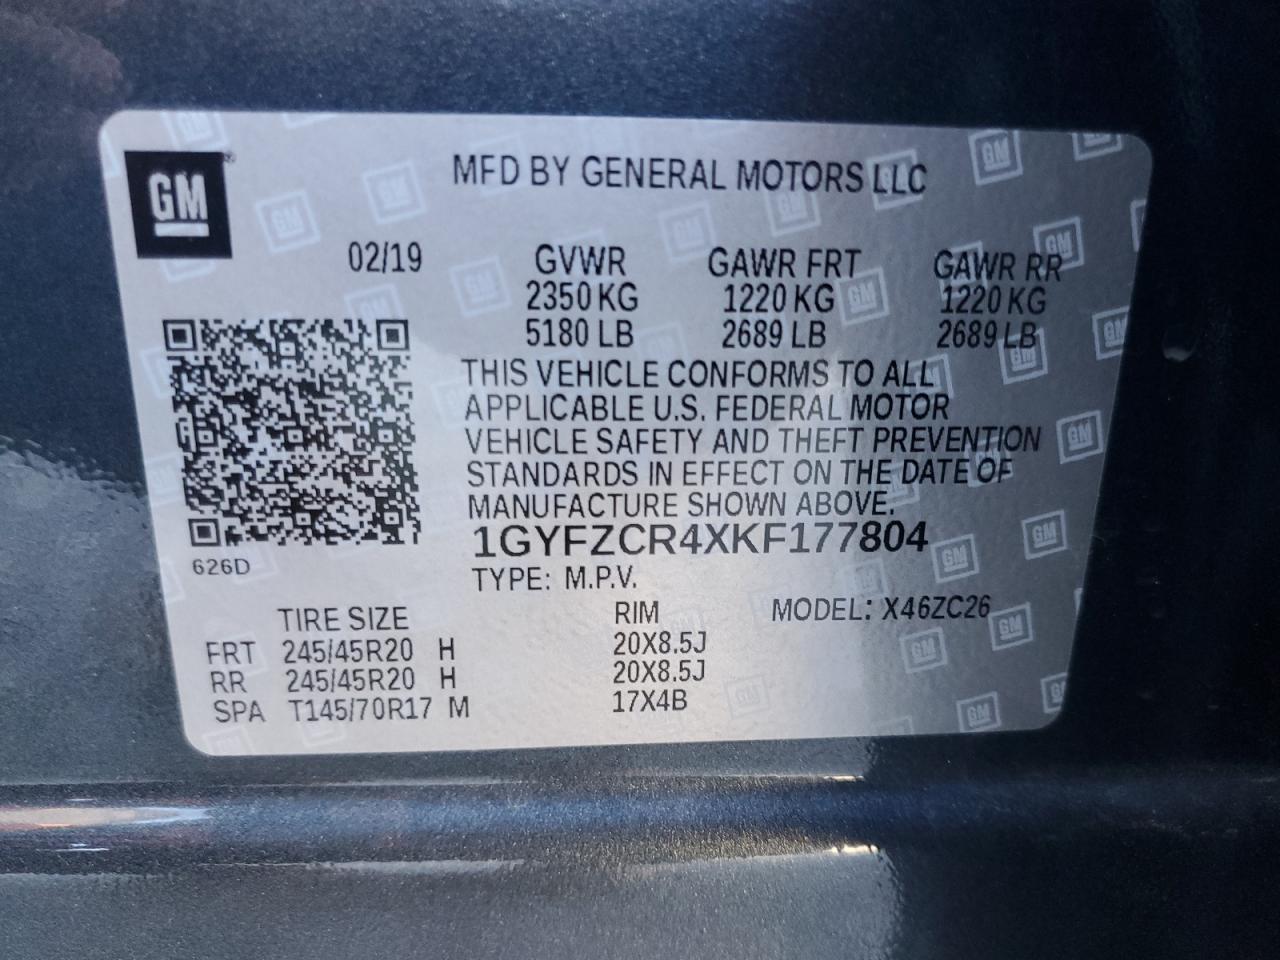 GM
MFD BY GENERAL MOTORS LLC
02/19 GVWR GAWR FRT GAWR RR
2350 KG 1220 KG 1220 KG
5180 LB 2689 LB 2689 LB
THIS VEHICLE CONFORMS TO ALL
APPLICABLE U.S. FEDERAL MOTOR
VEHICLE SAFETY AND THEFT PREVENTION
STANDARDS IN EFFECT ON THE DATE OF
MANUFACTURE SHOWN ABOVE.
1GYFZCR4XKF177804
626D
TYPE: M.P.V.
TIRE SIZE RIM MODEL: X46ZC26
FRT 245/45R20 H 20X8.5J
RR 245/45R20 H 20X8.5J
SPA T145/70R17 M 17X4B